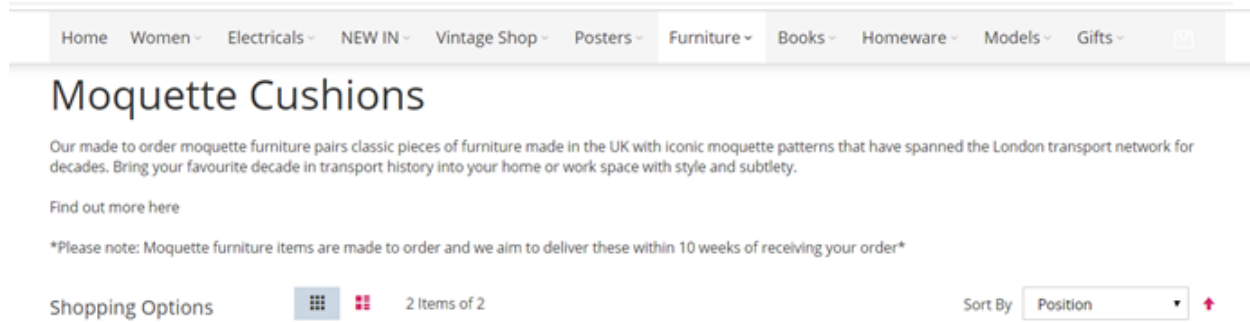 Home Women Electricals NEW IN Vintage Shop Posters Furniture Books Homeware Models Gifts
Moquette Cushions
Our made to order moquette furniture pairs classic pieces of furniture made in the UK with iconic moquette patterns that have spanned the London transport network for
decades. Bring your favourite decade in transport history into your home or work space with style and subtlety.
Find out more here
*Please note: Moquette furniture items are made to order and we aim to deliver these within 10 weeks of receiving your order*
Shopping Options 2 Items of 2 Sort By Position